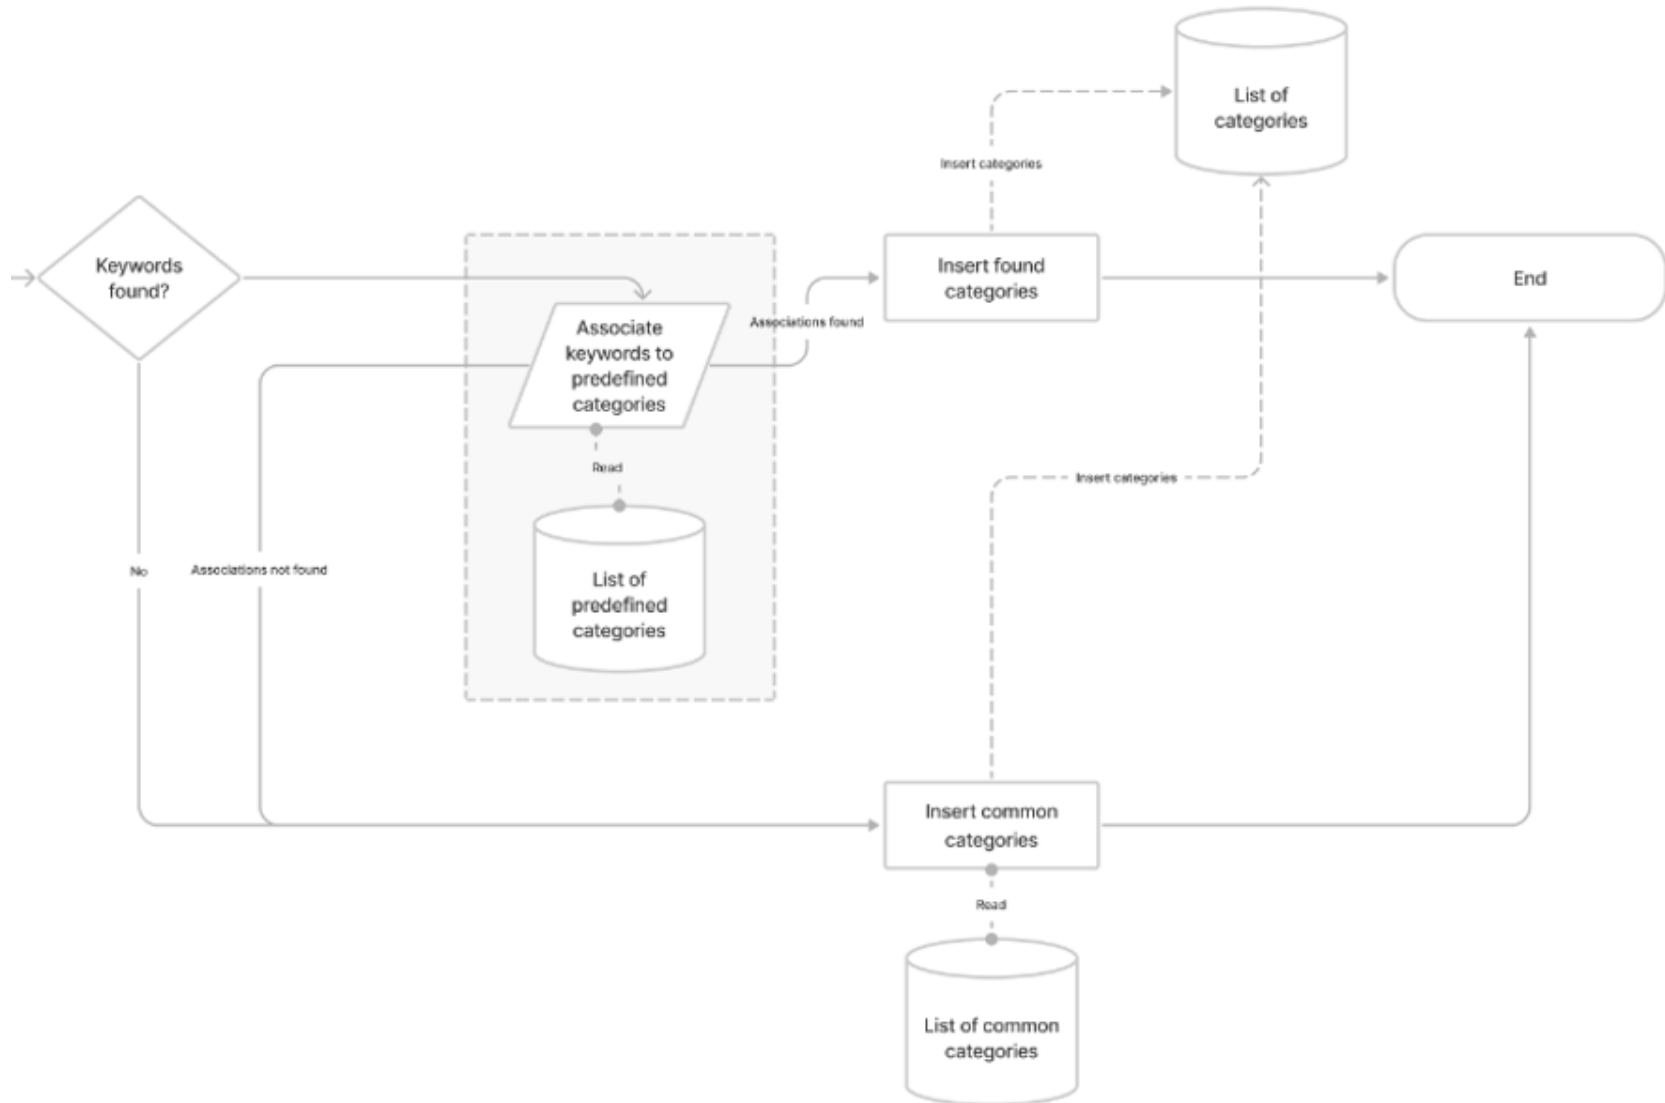 List of
categories
Insert categories
Keywords
found?
Insert found
categories
End
Associate
keywords to
predefined
categories
Associations found
Read
Insert categories
No
Associations not found
List of
predefined
categories
Insert common
categories
Read
List of common
categories